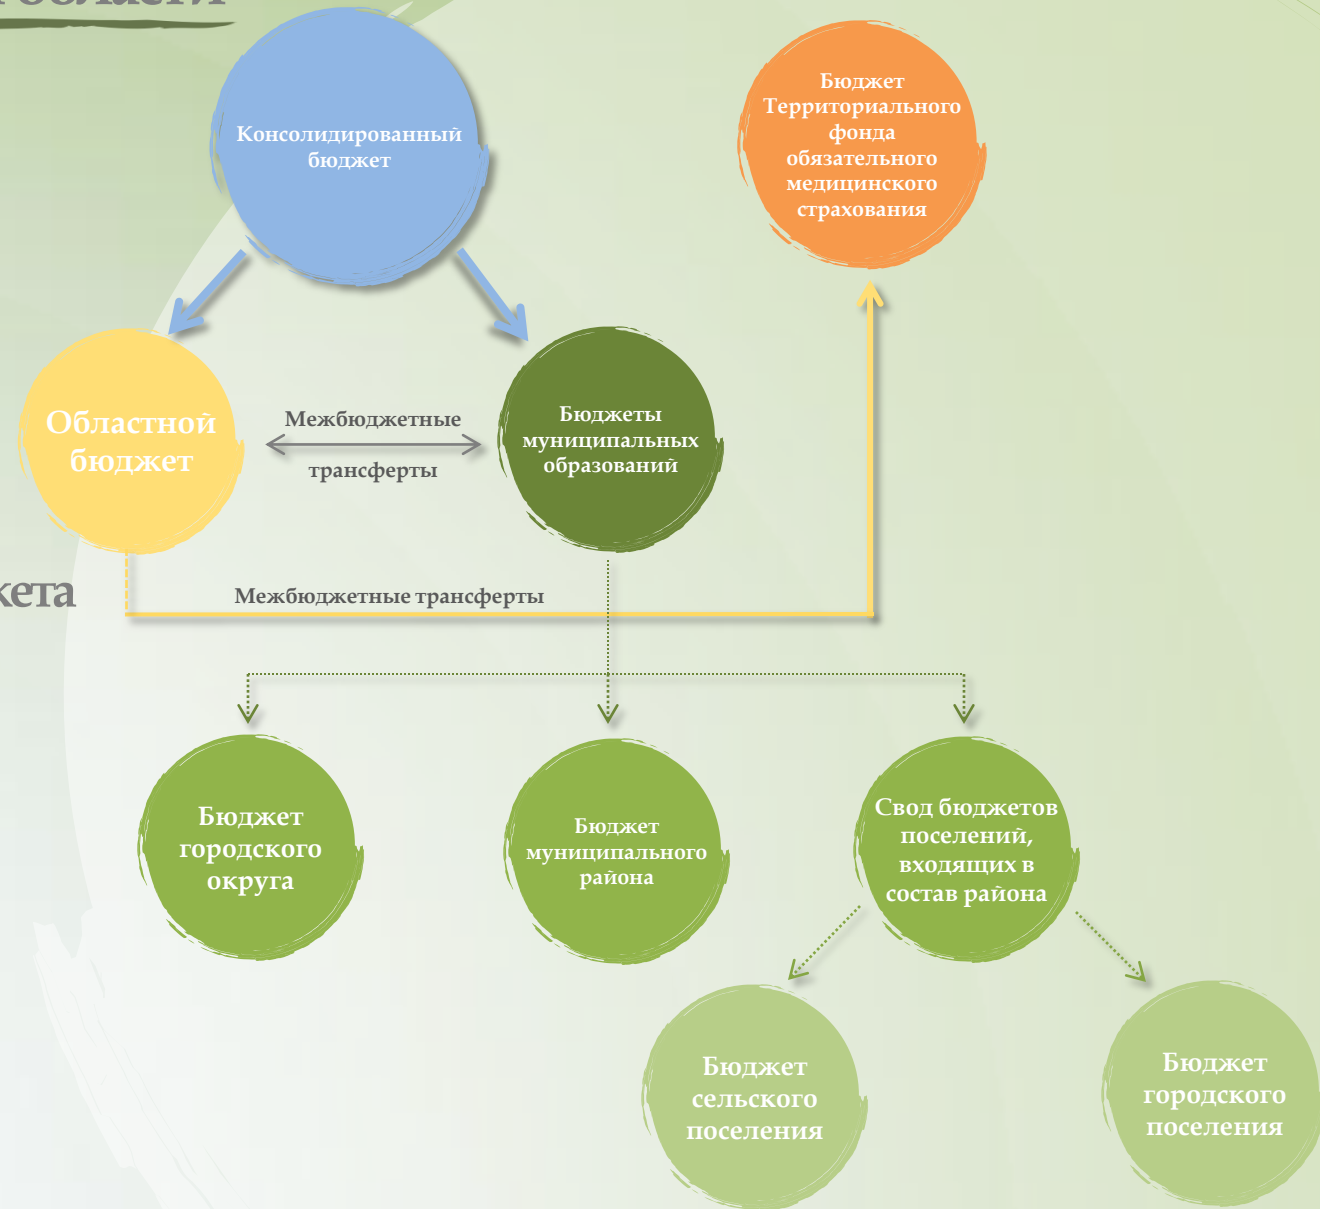 области
Консолидированный
бюджет
Бюджет
Территориального
фонда
обязательного
медицинского
страхования
Областной
бюджет
Межбюджетные
трансферты
Бюджеты
муниципальных
образований
Межбюджетные трансферты
Бюджет
городского
округа
Бюджет
муниципального
района
Свод бюджетов
поселений,
входящих в
состав района
Бюджет
сельского
поселения
Бюджет
городского
поселения